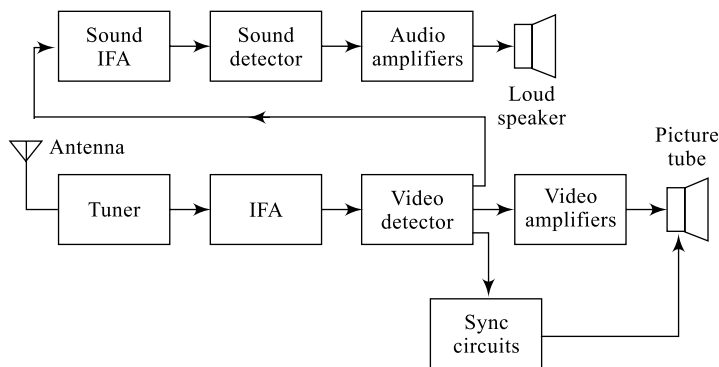 Sound
IFA
Sound
detector
Audio
amplifiers
Loud
speaker
Antenna
Picture
tube
Tuner
IFA
Video
detector
Video
amplifiers
Sync
circuits